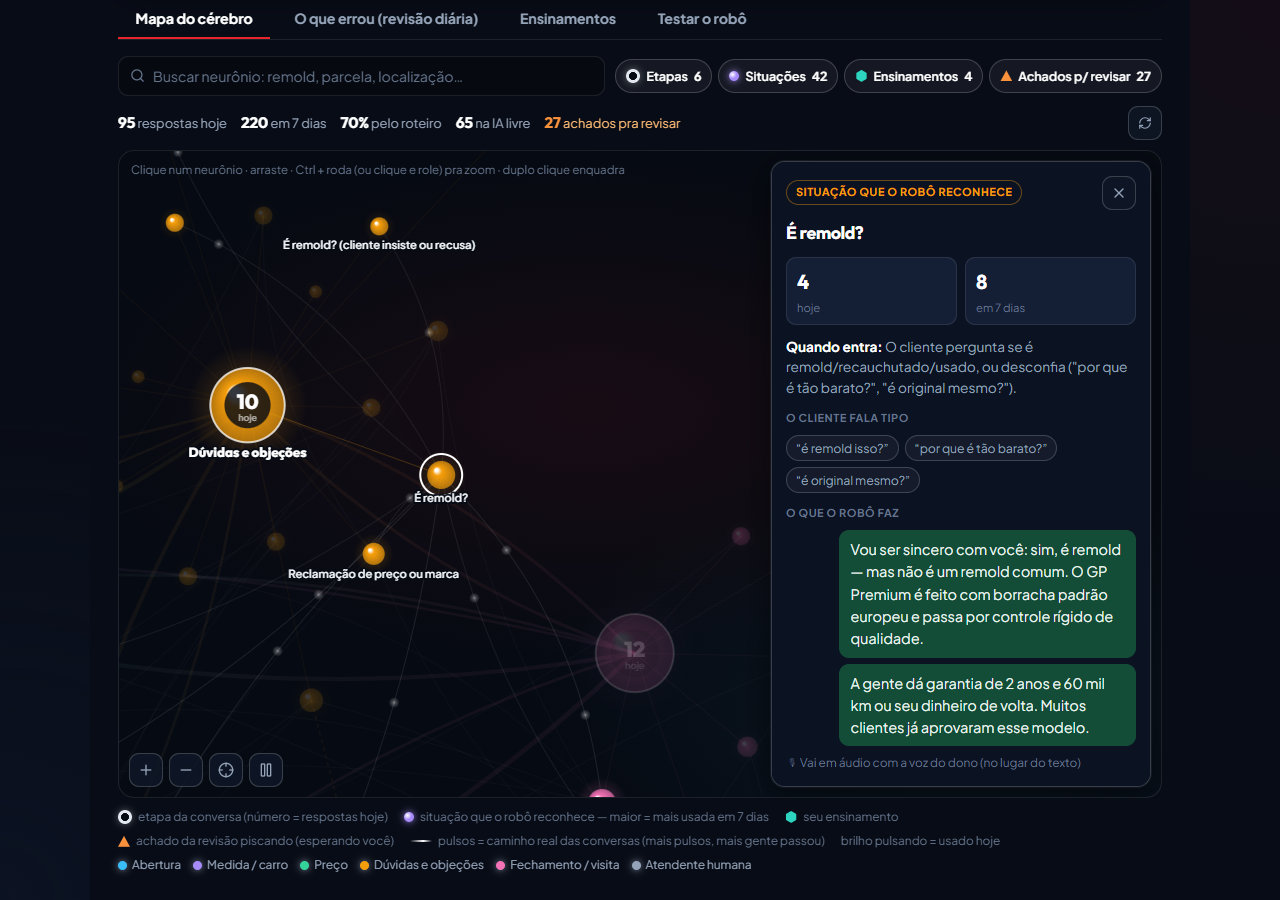 Mapa do cérebro
O que errou (revisão diária)
Ensinamentos
Testar o robô
Buscar neurônio: remold, parcela, localização...
Etapas 6
Situações 42
Ensinamentos 4
Achados p/ revisar 27
95 respostas hoje
220 em 7 dias
70% pelo roteiro
65 na IA livre
27 achados pra revisar
Clique num neurônio · arraste · Ctrl + roda (ou clique e role) pra zoom · duplo clique enquadra
É remold? (cliente insiste ou recusa)
10
hoje
Dúvidas e objeções
É remold?
Reclamação de preço ou marca
12
hoje
SITUAÇÃO QUE O ROBÔ RECONHECE
É remold?
4
hoje
8
em 7 dias
Quando entra: O cliente pergunta se é
remold/recauchutado/usado, ou desconfia ("por que
é tão barato?", "é original mesmo?").
O CLIENTE FALA TIPO
"é remold isso?"
"por que é tão barato?"
"é original mesmo?"
O QUE O ROBÔ FAZ
Vou ser sincero com você: sim, é remold
— mas não é um remold comum. O GP
Premium é feito com borracha padrão
europeu e passa por controle rígido de
qualidade.
A gente dá garantia de 2 anos e 60 mil
km ou seu dinheiro de volta. Muitos
clientes já aprovaram esse modelo.
Vai em áudio com a voz do dono (no lugar do texto)
etapa da conversa (número = respostas hoje)
situação que o robô reconhece — maior = mais usada em 7 dias
seu ensinamento
achado da revisão piscando (esperando você)
pulsos = caminho real das conversas (mais pulsos, mais gente passou)
brilho pulsando = usado hoje
Abertura
Medida / carro
Preço
Dúvidas e objeções
Fechamento / visita
Atendente humana